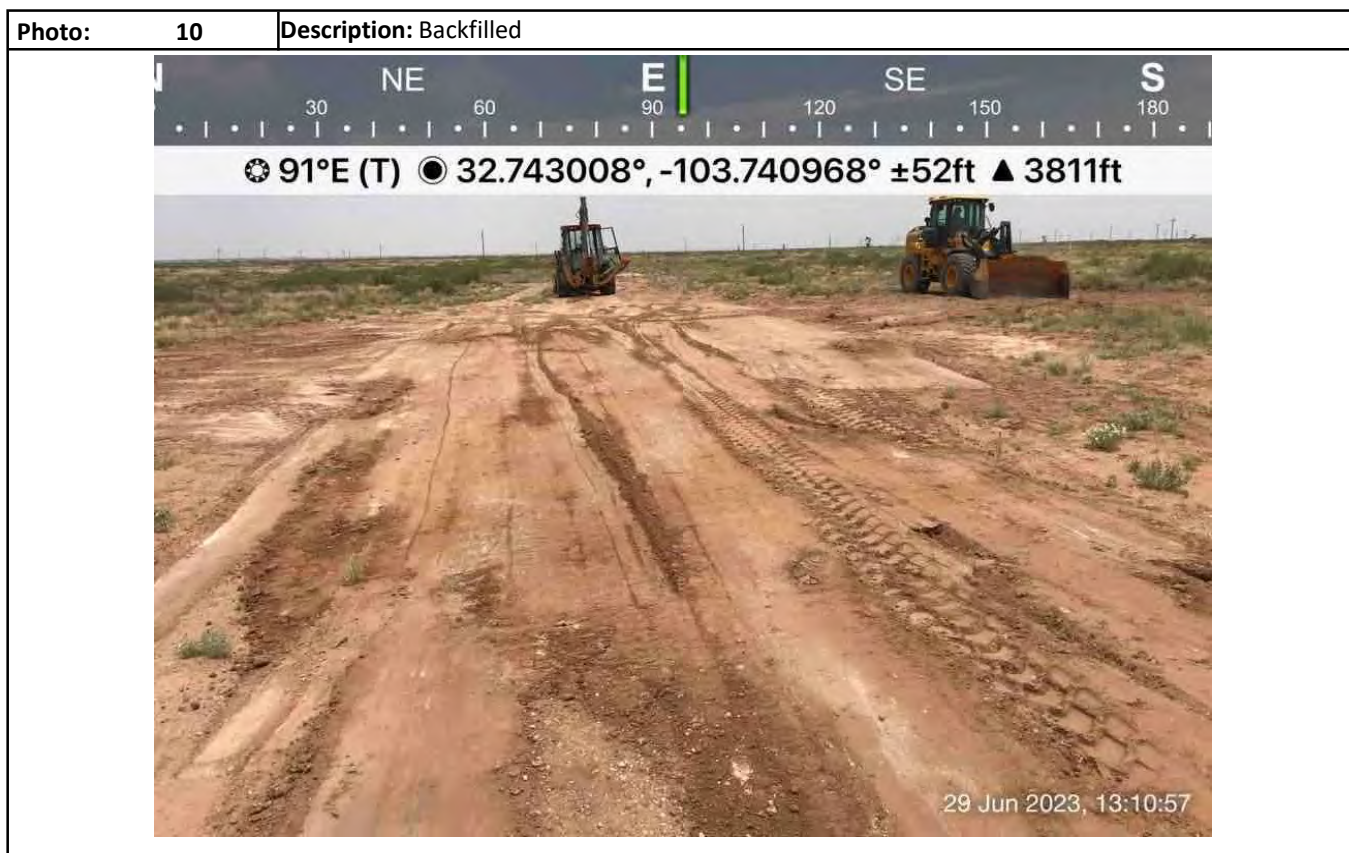 Photo: 10 Description: Backfilled
NE E SE S
30 60 90 120 150 180
91°E (T) 32.743008°, -103.740968° ±52ft ▲ 3811ft
29 Jun 2023, 13:10:57